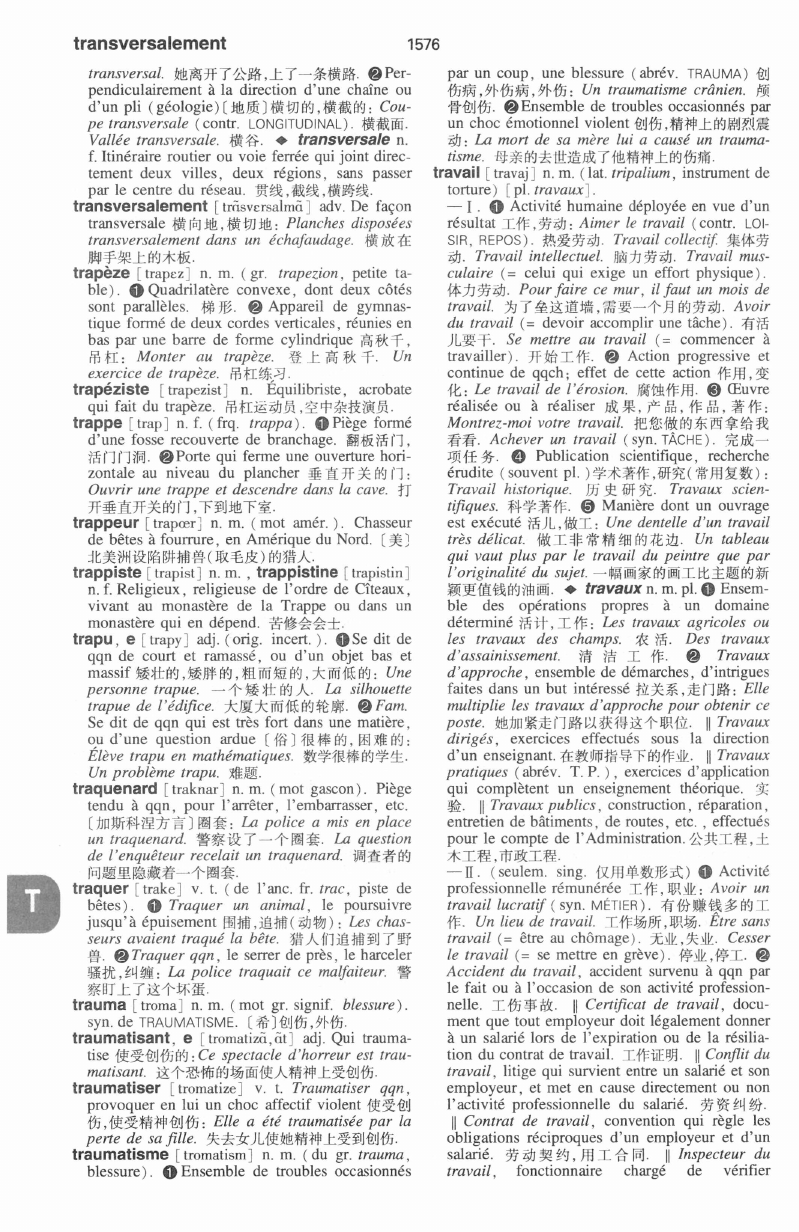 transversalement
1576
transversal. 她离开了公路,上了一条横路. ❷ Per-
pendiculairement à la direction d'une chaîne ou
d'un pli (géologie)〔地质〕横切的,横截的: Cou-
pe transversale (contr. LONGITUDINAL). 横截面.
Vallée transversale. 横谷. ◆ transversale n.
f. Itinéraire routier ou voie ferrée qui joint direc-
tement deux villes, deux régions, sans passer
par le centre du réseau. 贯线,截线,横跨线.
transversalement [trɑ̃svɛrsalmɑ̃] adv. De façon
transversale 横向地,横切地: Planches disposées
transversalement dans un échafaudage. 横放在
脚手架上的木板.
trapèze [trapɛz] n. m. (gr. trapezion, petite ta-
ble). ❶ Quadrilatère convexe, dont deux côtés
sont parallèles. 梯形. ❷ Appareil de gymnas-
tique formé de deux cordes verticales, réunies en
bas par une barre de forme cylindrique 高秋千,
吊杠: Monter au trapèze. 登上高秋千. Un
exercice de trapèze. 吊杠练习.
trapéziste [trapezist] n. Équilibriste, acrobate
qui fait du trapèze. 吊杠运动员,空中杂技演员.
trappe [trap] n. f. (frq. trappa). ❶ Piège formé
d'une fosse recouverte de branchage. 翻板活门,
活门门洞. ❷ Porte qui ferme une ouverture hori-
zontale au niveau du plancher 垂直开关的门:
Ouvrir une trappe et descendre dans la cave. 打
开垂直开关的门,下到地下室.
trappeur [trapœr] n. m. (mot amér.). Chasseur
de bêtes à fourrure, en Amérique du Nord. [美]
北美洲设陷阱捕兽(取毛皮)的猎人.
trappiste [trapist] n. m. , trappistine [trapistin]
n. f. Religieux, religieuse de l'ordre de Cîteaux,
vivant au monastère de la Trappe ou dans un
monastère qui en dépend. 苦修会会士.
trapu, e [trapy] adj. (orig. incert.). ❶ Se dit de
qqn de court et ramassé, ou d'un objet bas et
massif 矮壮的,矮胖的,粗而短的,大而低的: Une
personne trapue. 一个矮壮的人. La silhouette
trapue de l'édifice. 大厦大而低的轮廓. ❷ Fam.
Se dit de qqn qui est très fort dans une matière,
ou d'une question ardue [俗]很棒的,困难的:
Élève trapu en mathématiques. 数学很棒的学生.
Un problème trapu. 难题.
traquenard [traknar] n. m. (mot gascon). Piège
tendu à qqn, pour l'arrêter, l'embarrasser, etc.
〔加斯科涅方言〕圈套: La police a mis en place
un traquenard. 警察设了一个圈套. La question
de l'enquêteur recelait un traquenard. 调查者的
问题里隐藏着一个圈套.
traquer [trake] v. t. (de l'anc. fr. trac, piste de
bêtes). ❶ Traquer un animal, le poursuivre
jusqu'à épuisement 围捕,追捕(动物): Les chas-
seurs avaient traqué la bête. 猎人们追捕到了野
兽. ❷ Traquer qqn, le serrer de près, le harceler
骚扰,纠缠: La police traquait ce malfaiteur. 警
察盯上了这个坏蛋.
trauma [troma] n. m. (mot gr. signif. blessure).
syn. de TRAUMATISME. [希]创伤,外伤.
traumatisant, e [tromatizɑ̃,ɑ̃t] adj. Qui trauma-
tise 使受创伤的: Ce spectacle d'horreur est trau-
matisant. 这个恐怖的场面使人精神上受创伤.
traumatiser [tromatize] v. t. Traumatiser qqn,
provoquer en lui un choc affectif violent 使受创
伤,使受精神创伤: Elle a été traumatisée par la
perte de sa fille. 失去女儿使她精神上受到创伤.
traumatisme [tromatism] n. m. (du gr. trauma,
blessure). ❶ Ensemble de troubles occasionnés
T
par un coup, une blessure (abrév. TRAUMA) 创
伤病,外伤病,外伤: Un traumatisme crânien. 颅
骨创伤. ❷ Ensemble de troubles occasionnés par
un choc émotionnel violent 创伤,精神上的剧烈震
动: La mort de sa mère lui a causé un trauma-
tisme. 母亲的去世造成了他精神上的伤痛.
travail [travaj] n. m. (lat. tripalium, instrument de
torture) [pl. travaux].
— Ⅰ. ❶ Activité humaine déployée en vue d'un
résultat 工作,劳动: Aimer le travail (contr. LOI-
SIR, REPOS). 热爱劳动. Travail collectif. 集体劳
动. Travail intellectuel. 脑力劳动. Travail mus-
culaire (= celui qui exige un effort physique).
体力劳动. Pour faire ce mur, il faut un mois de
travail. 为了垒这道墙,需要一个月的劳动. Avoir
du travail (= devoir accomplir une tâche). 有活
儿要干. Se mettre au travail (= commencer à
travailler). 开始工作. ❷ Action progressive et
continue de qqch; effet de cette action 作用,变
化: Le travail de l'érosion. 腐蚀作用. ❸ Œuvre
réalisée ou à réaliser 成果,产品,作品,著作:
Montrez-moi votre travail. 把您做的东西拿给我
看看. Achever un travail (syn. TÂCHE). 完成一
项任务. ❹ Publication scientifique, recherche
érudite (souvent pl.)学术著作,研究(常用复数):
Travail historique. 历史研究. Travaux scien-
tifiques. 科学著作. ❺ Manière dont un ouvrage
est exécuté 活儿,做工: Une dentelle d'un travail
très délicat. 做工非常精细的花边. Un tableau
qui vaut plus par le travail du peintre que par
l'originalité du sujet. 一幅画家的画工比主题的新
颖更值钱的油画. ◆ travaux n. m. pl. ❶ Ensem-
ble des opérations propres à un domaine
déterminé 活计,工作: Les travaux agricoles ou
les travaux des champs. 农活. Des travaux
d'assainissement. 清洁工作. ❷ Travaux
d'approche, ensemble de démarches, d'intrigues
faites dans un but intéressé 拉关系,走门路: Elle
multiplie les travaux d'approche pour obtenir ce
poste. 她加紧走门路以获得这个职位. ‖ Travaux
dirigés, exercices effectués sous la direction
d'un enseignant. 在教师指导下的作业. ‖ Travaux
pratiques (abrév. T. P.), exercices d'application
qui complètent un enseignement théorique. 实
验. ‖ Travaux publics, construction, réparation,
entretien de bâtiments, de routes, etc. , effectués
pour le compte de l'Administration. 公共工程,土
木工程,市政工程.
— Ⅱ. (seulem. sing. 仅用单数形式) ❶ Activité
professionnelle rémunérée 工作,职业: Avoir un
travail lucratif (syn. MÉTIER). 有份赚钱多的工
作. Un lieu de travail. 工作场所,职场. Être sans
travail (= être au chômage). 无业,失业. Cesser
le travail (= se mettre en grève). 停业,停工. ❷
Accident du travail, accident survenu à qqn par
le fait ou à l'occasion de son activité profession-
nelle. 工伤事故. ‖ Certificat de travail, docu-
ment que tout employeur doit légalement donner
à un salarié lors de l'expiration ou de la résilia-
tion du contrat de travail. 工作证明. ‖ Conflit du
travail, litige qui survient entre un salarié et son
employeur, et met en cause directement ou non
l'activité professionnelle du salarié. 劳资纠纷.
‖ Contrat de travail, convention qui règle les
obligations réciproques d'un employeur et d'un
salarié. 劳动契约,用工合同. ‖ Inspecteur du
travail, fonctionnaire chargé de vérifier